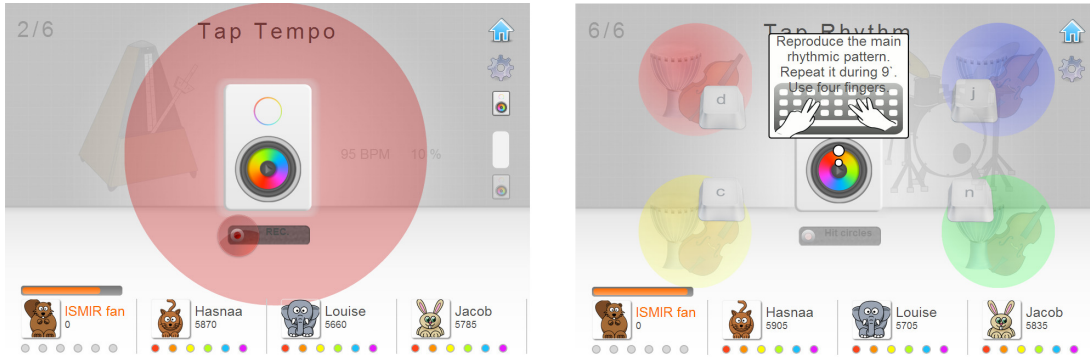 2/6
Tap Tempo
95 BPM 10 %
REC
ISMIR fan
0
Hasnaa
5870
Louise
5660
Jacob
5785
6/6
Tap Rhythm
Reproduce the main
rhythmic pattern.
Repeat it during 9".
Use four fingers.
d
j
c
n
Hit circles
ISMIR fan
0
Hasnaa
5905
Louise
5705
Jacob
5835